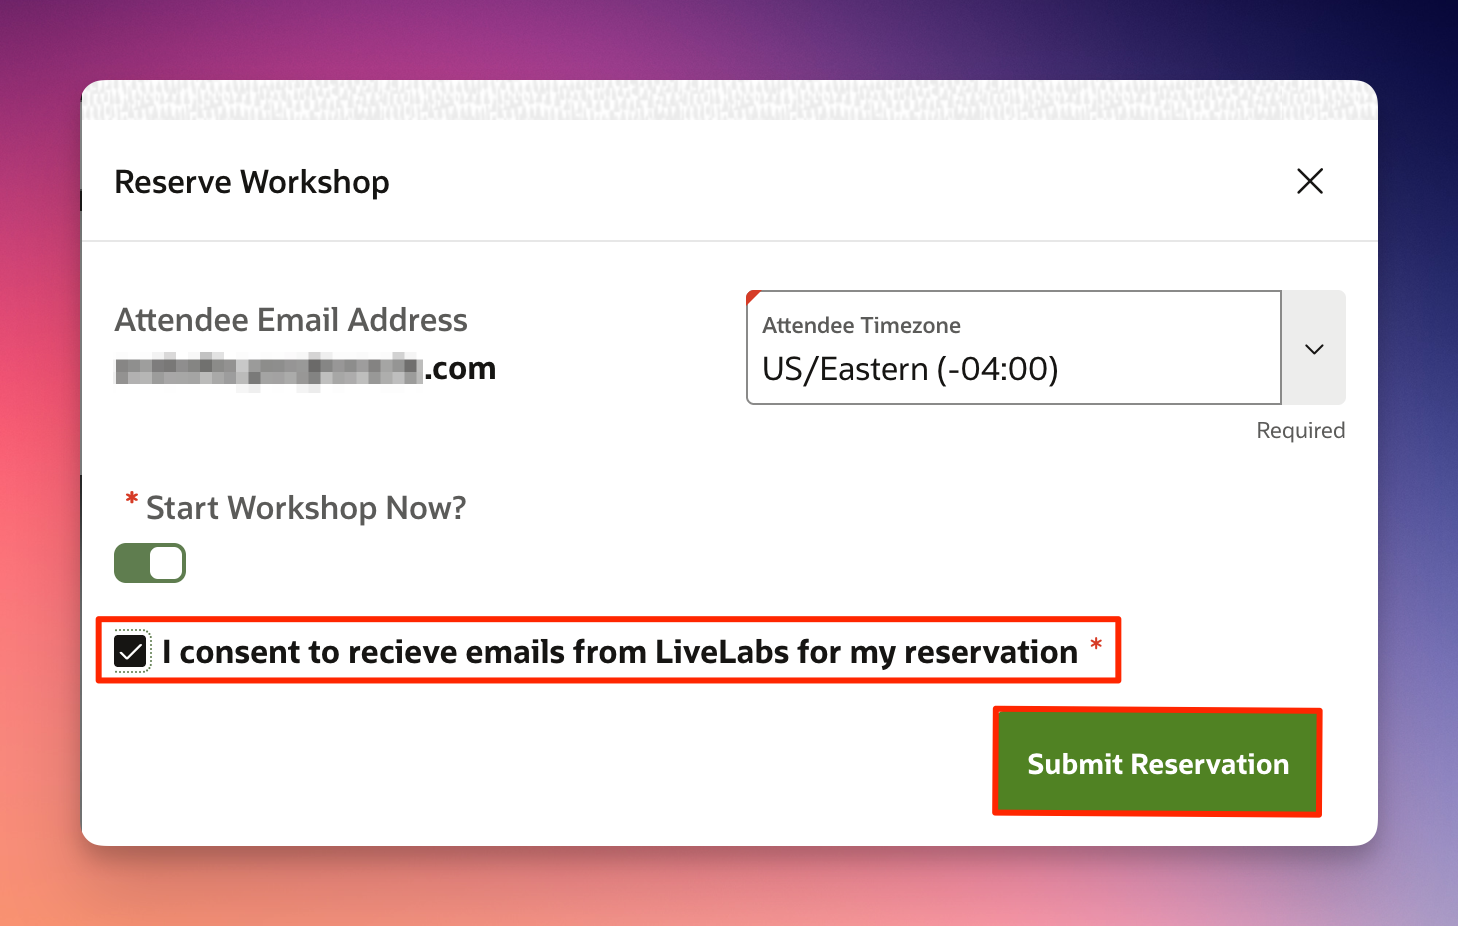 Reserve Workshop
Attendee Email Address
.com
Attendee Timezone
US/Eastern (-04:00)
Required
* Start Workshop Now?
I consent to recieve emails from LiveLabs for my reservation *
Submit Reservation